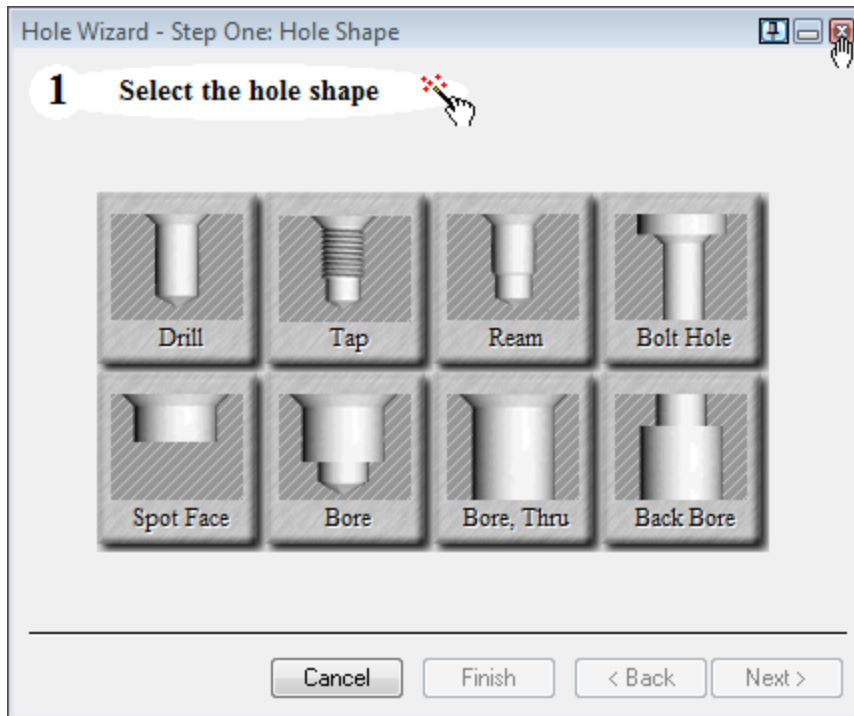 Hole Wizard - Step One: Hole Shape
1 Select the hole shape
Drill Tap Ream Bolt Hole
Spot Face Bore Bore, Thru Back Bore
Cancel Finish < Back Next >